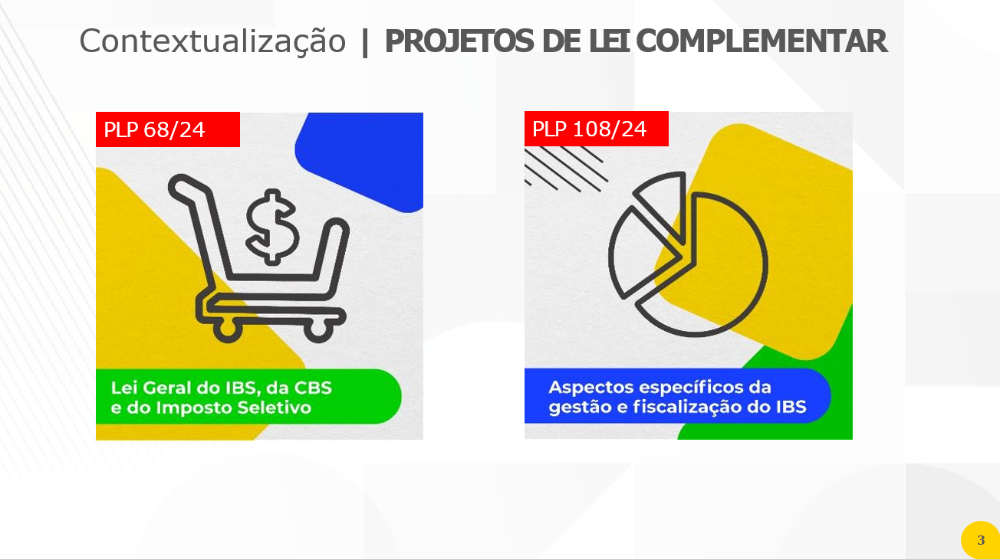 Contextualização | PROJETOS DE LEI COMPLEMENTAR
PLP 68/24
Lei Geral do IBS, da CBS
e do Imposto Seletivo
PLP 108/24
Aspectos específicos da
gestão e fiscalização do IBS
3